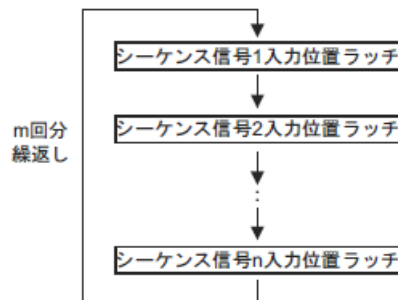 シーケンス信号1入力位置ラッチ
m回分
繰返し
シーケンス信号2入力位置ラッチ
:
シーケンス信号n入力位置ラッチ